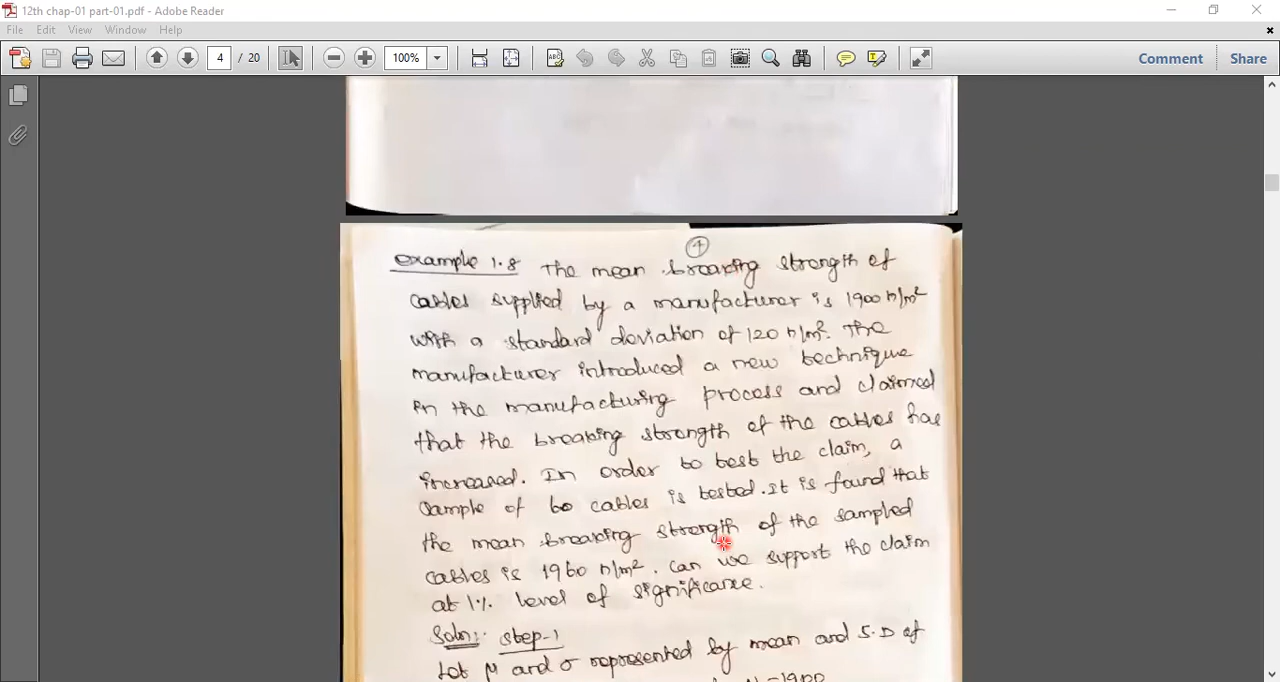 12th chap-01 part-01.pdf - Adobe Reader
File Edit View Window Help
4 / 20 100% Comment Share
4
Example 1.8 The mean breaking strength of
cables supplied by a manufacturer is 1900 n/m²
with a standard deviation of 120 n/m². The
manufacturer introduced a new technique
in the manufacturing process and claimed
that the breaking strength of the cables has
increased. In order to test the claim, a
sample of 60 cables is tested. It is found that
the mean breaking strength of the sampled
cables is 1960 n/m². Can we support the claim
at 1% level of significance.
Soln:- Step-1
Let μ and σ represented by mean and S.D of
=1900